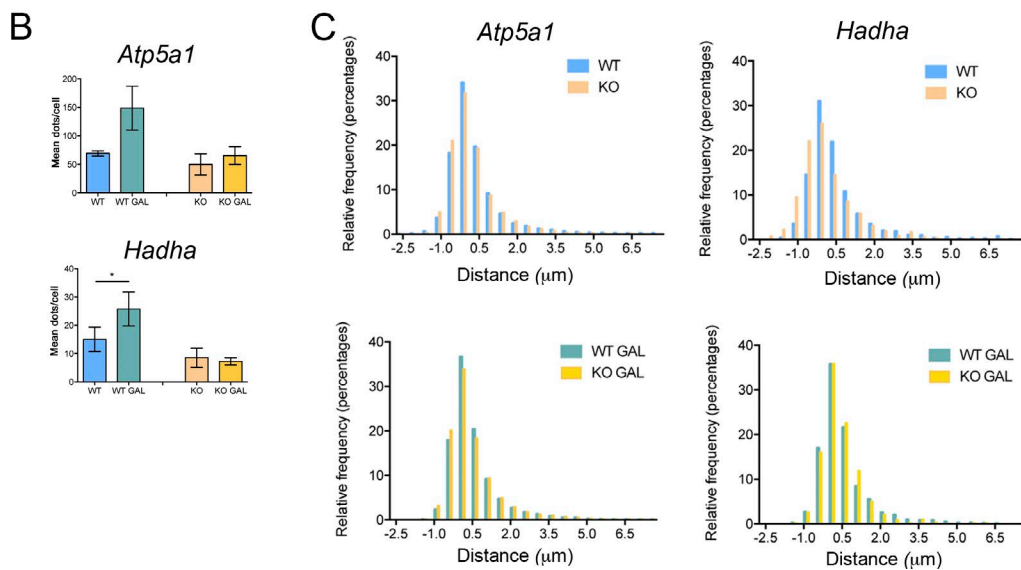 B
Atp5a1
Mean dots/cell
200
150
100
50
0
WT
WT GAL
KO
KO GAL
Hadha
Mean dots/cell
40
30
20
10
0
*
WT
WT GAL
KO
KO GAL
C
Atp5a1
Relative frequency (percentages)
40
30
20
10
0
WT
KO
-2.5 -1.0 0.5 2.0 3.5 5.0 6.5
Distance (μm)
Hadha
Relative frequency (percentages)
40
30
20
10
0
WT
KO
-2.5 -1.0 0.5 2.0 3.5 5.0 6.5
Distance (μm)
Relative frequency (percentages)
40
30
20
10
0
WT GAL
KO GAL
-2.5 -1.0 0.5 2.0 3.5 5.0 6.5
Distance (μm)
Relative frequency (percentages)
40
30
20
10
0
WT GAL
KO GAL
-2.5 -1.0 0.5 2.0 3.5 5.0 6.5
Distance (μm)